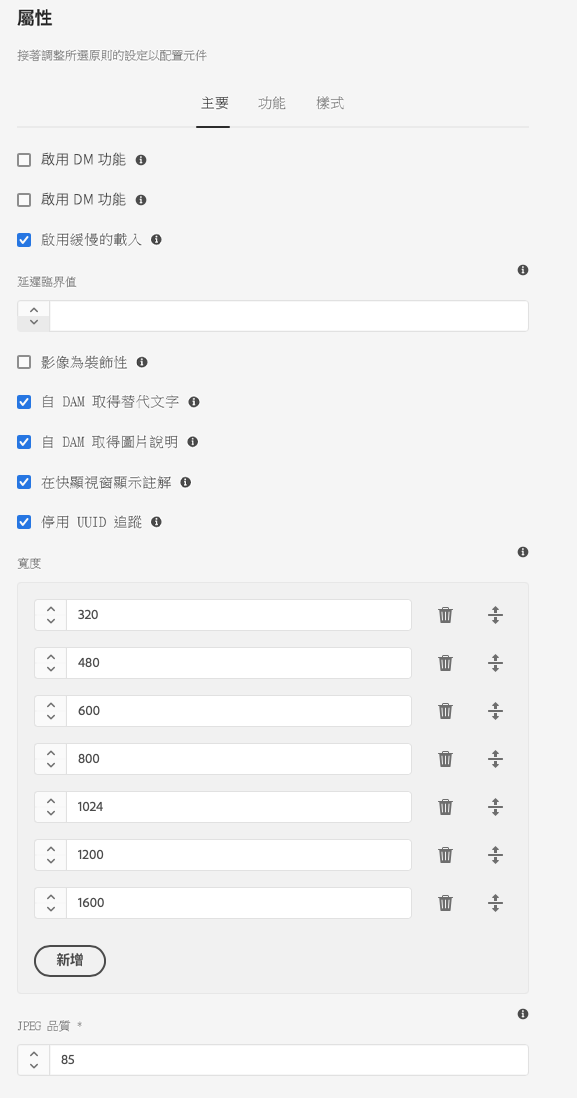 屬性
接著調整所選原則的設定以配置元件
主要 功能 樣式
啟用 DM 功能
啟用 DM 功能
啟用緩慢的載入
延遲臨界值
影像為裝飾性
自 DAM 取得替代文字
自 DAM 取得圖片說明
在快顯視窗顯示註解
停用 UUID 追蹤
寬度
320
480
600
800
1024
1200
1600
新增
JPEG 品質 *
85